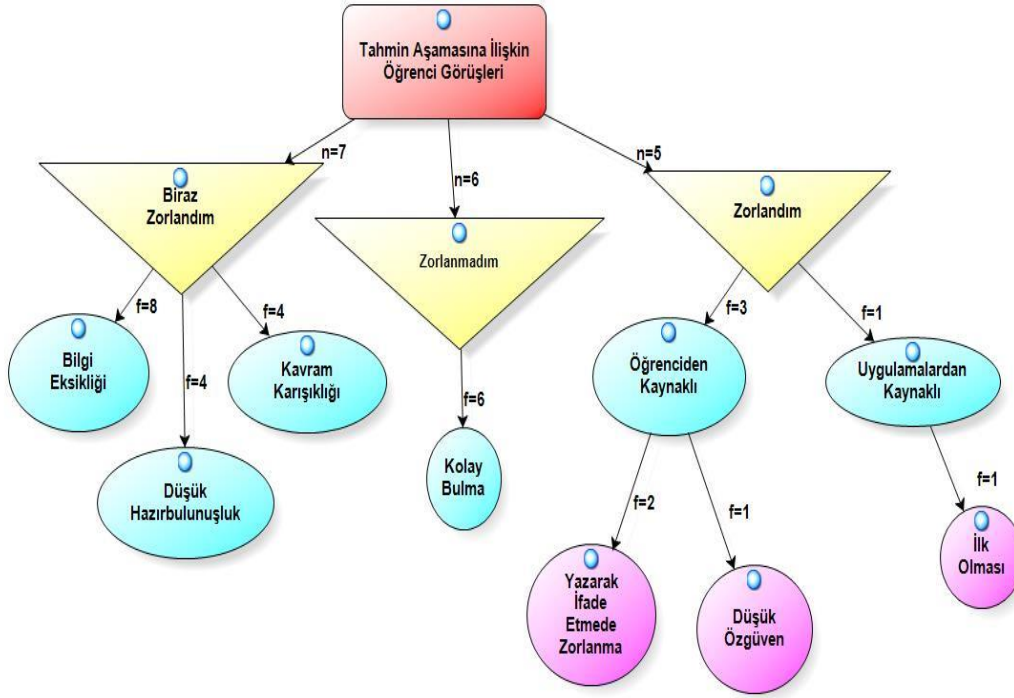 Tahmin Aşamasına İlişkin
Öğrenci Görüşleri
n=7
n=6
n=5
Biraz
Zorlandım
Zorlanmadım
Zorlandım
f=8
f=4
f=4
f=6
f=3
f=1
Bilgi
Eksikliği
Kavram
Karışıklığı
Düşük
Hazırbulunuşluk
Kolay
Bulma
Öğrenciden
Kaynaklı
Uygulamalardan
Kaynaklı
f=2
f=1
f=1
Yazarak
İfade
Etmede
Zorlanma
Düşük
Özgüven
İlk
Olması